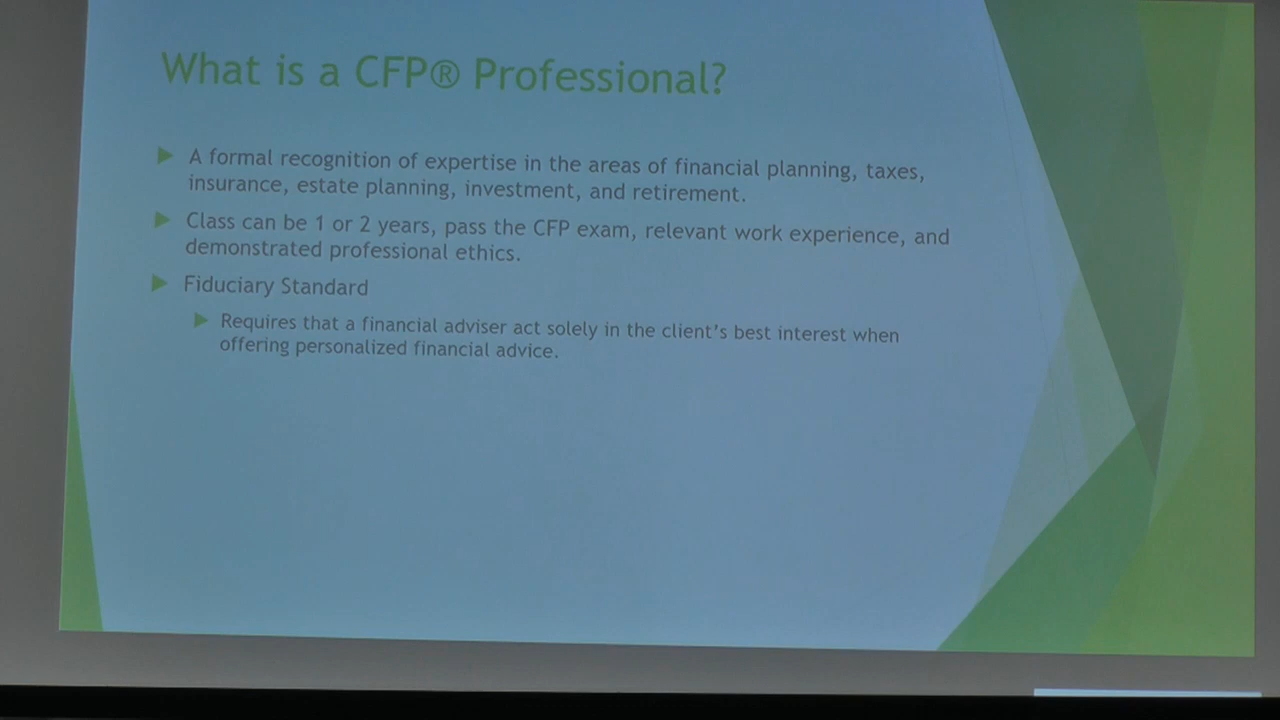 What is a CFP® Professional?
A formal recognition of expertise in the areas of financial planning, taxes,
insurance, estate planning, investment, and retirement.
Class can be 1 or 2 years, pass the CFP exam, relevant work experience, and
demonstrated professional ethics.
Fiduciary Standard
Requires that a financial adviser act solely in the client's best interest when
offering personalized financial advice.